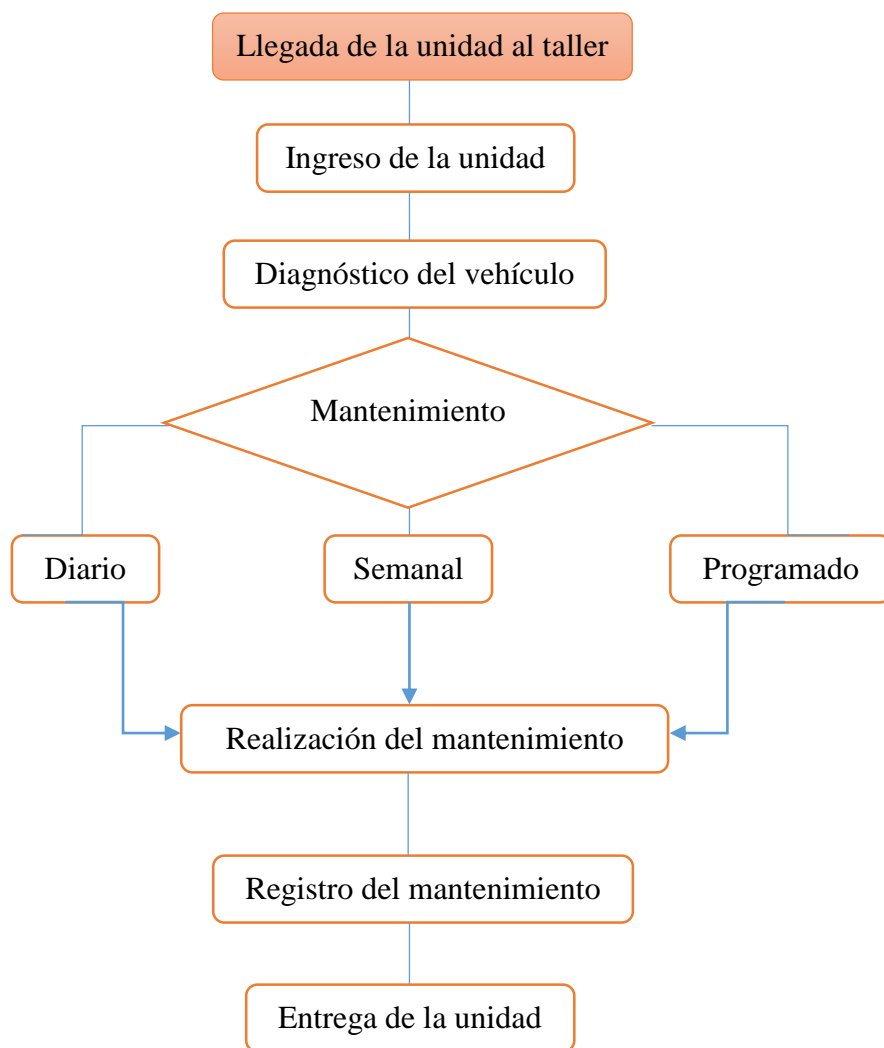 Llegada de la unidad al taller
Ingreso de la unidad
Diagnóstico del vehículo
Mantenimiento
Diario
Semanal
Programado
Realización del mantenimiento
Registro del mantenimiento
Entrega de la unidad